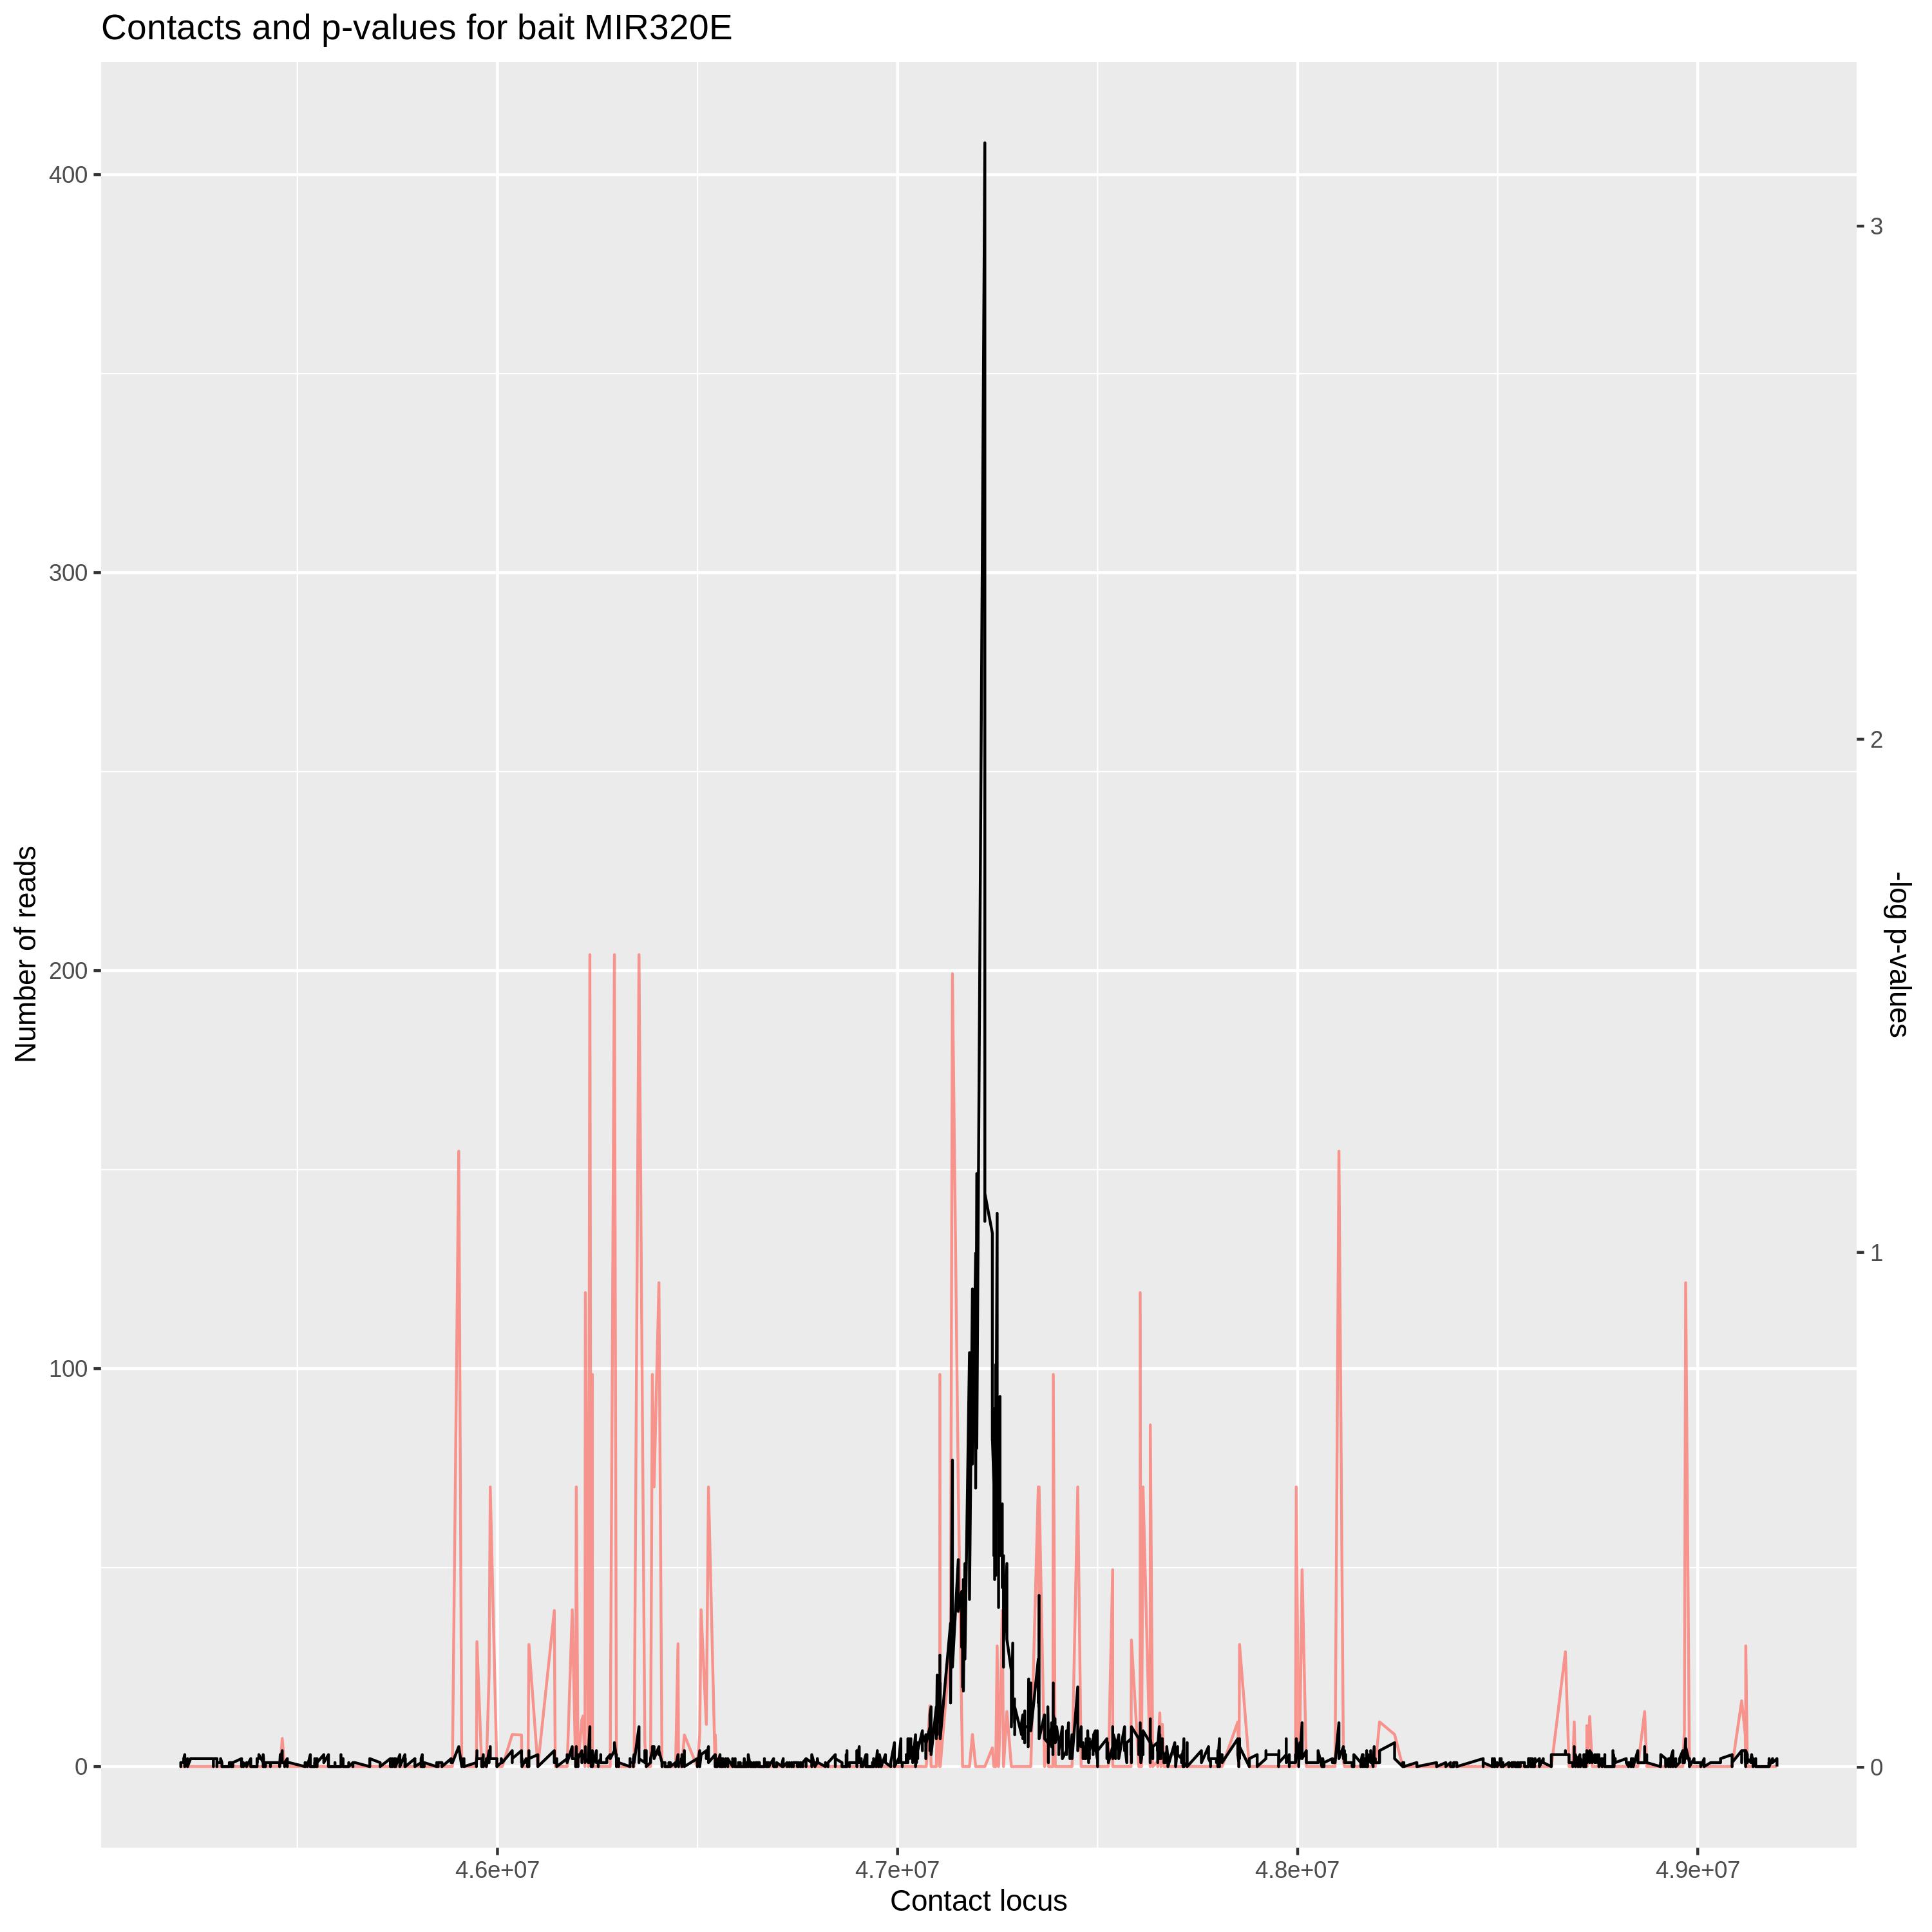 Contacts and p-values for bait MIR320E
400
300
200
100
0
Number of reads
3
2
1
0
-log p-values
4.6e+07
4.7e+07
4.8e+07
4.9e+07
Contact locus